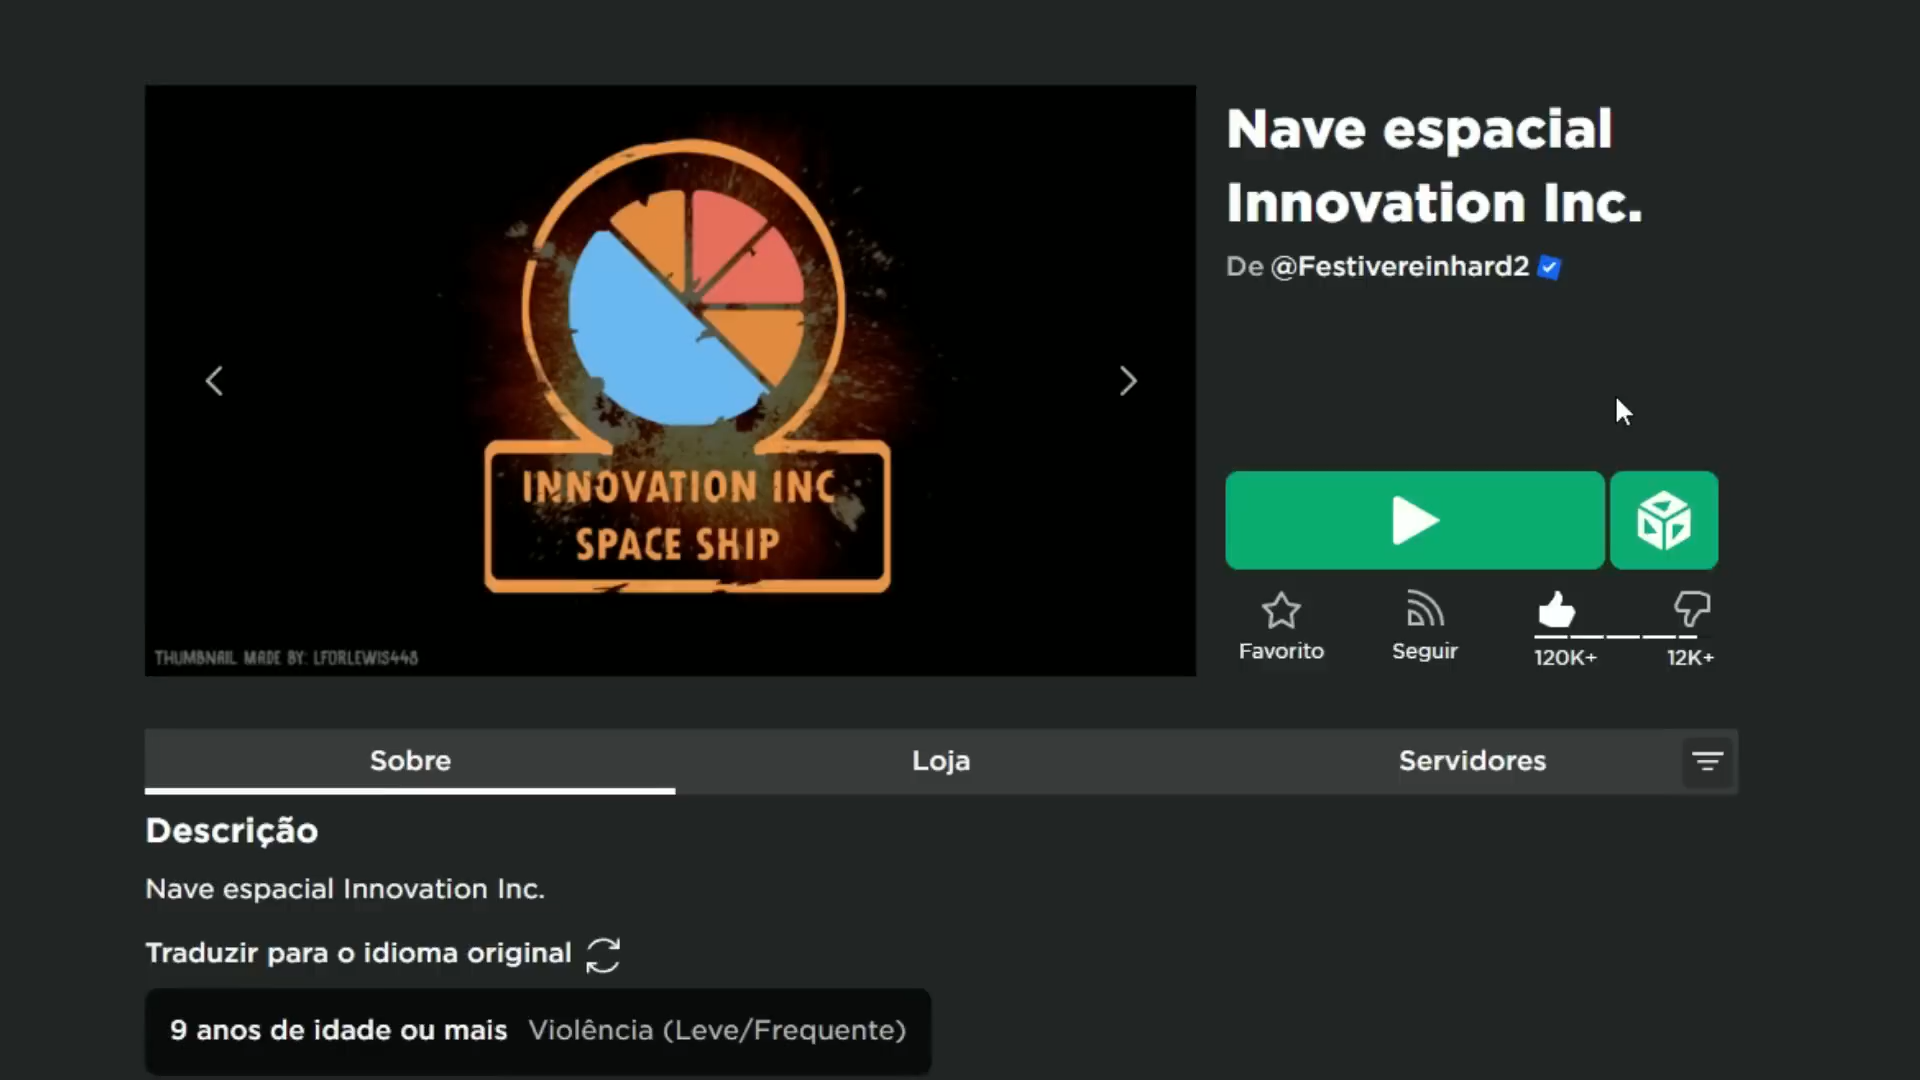 Nave espacial
Innovation Inc.
De @Festivereinhard2
INNOVATION INC
SPACE SHIP
THUMBNAIL MADE BY: LFORLEWIS448
Favorito
Seguir
120K+
12K+
Sobre
Loja
Servidores
Descrição
Nave espacial Innovation Inc.
Traduzir para o idioma original
9 anos de idade ou mais Violência (Leve/Frequente)